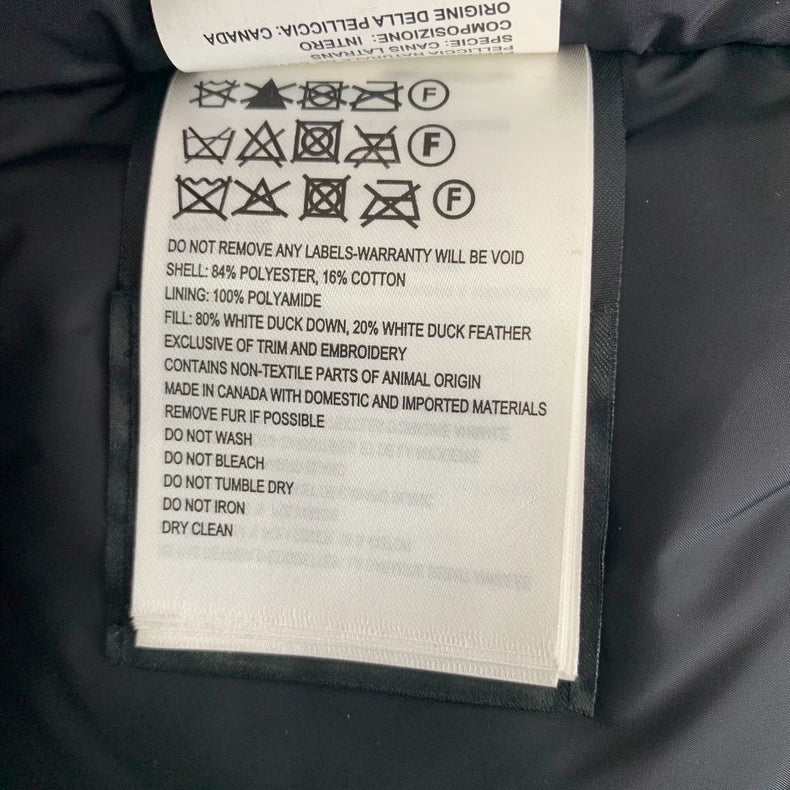 ORIGINE DELLA PELLICCIA: CANADA
COMPOSIZIONE: INTERO
SPECIE: CANIS LATRANS
F
F
F
DO NOT REMOVE ANY LABELS-WARRANTY WILL BE VOID
SHELL: 84% POLYESTER, 16% COTTON
LINING: 100% POLYAMIDE
FILL: 80% WHITE DUCK DOWN, 20% WHITE DUCK FEATHER
EXCLUSIVE OF TRIM AND EMBROIDERY
CONTAINS NON-TEXTILE PARTS OF ANIMAL ORIGIN
MADE IN CANADA WITH DOMESTIC AND IMPORTED MATERIALS
REMOVE FUR IF POSSIBLE
DO NOT WASH
DO NOT BLEACH
DO NOT TUMBLE DRY
DO NOT IRON
DRY CLEAN